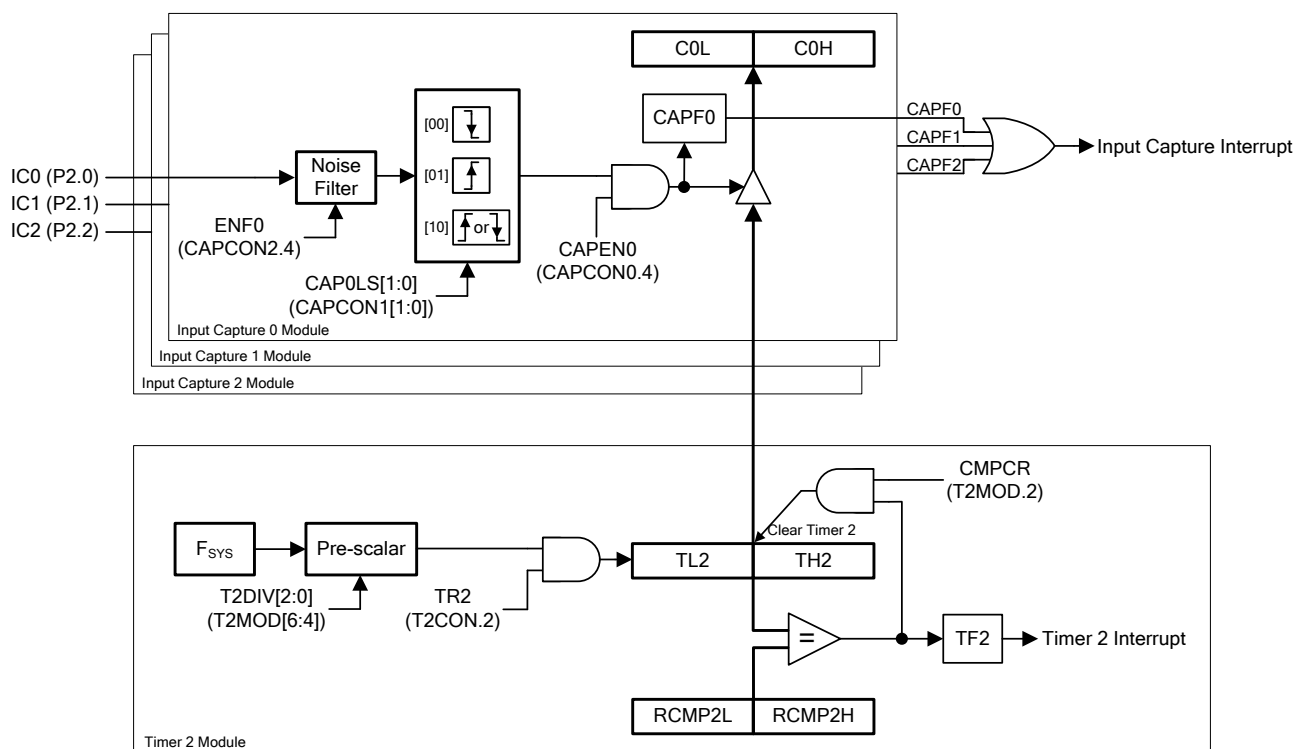 C0L
C0H
CAPF0
CAPF0
CAPF1
CAPF2
Input Capture Interrupt
[00]
[01]
[10]
or
Noise
Filter
IC0 (P2.0)
IC1 (P2.1)
IC2 (P2.2)
ENF0
(CAPCON2.4)
CAPEN0
(CAPCON0.4)
CAP0LS[1:0]
(CAPCON1[1:0])
Input Capture 0 Module
Input Capture 1 Module
Input Capture 2 Module
CMPCR
(T2MOD.2)
Clear Timer 2
FSYS
Pre-scalar
TL2
TH2
T2DIV[2:0]
(T2MOD[6:4])
TR2
(T2CON.2)
=
TF2
Timer 2 Interrupt
RCMP2L
RCMP2H
Timer 2 Module